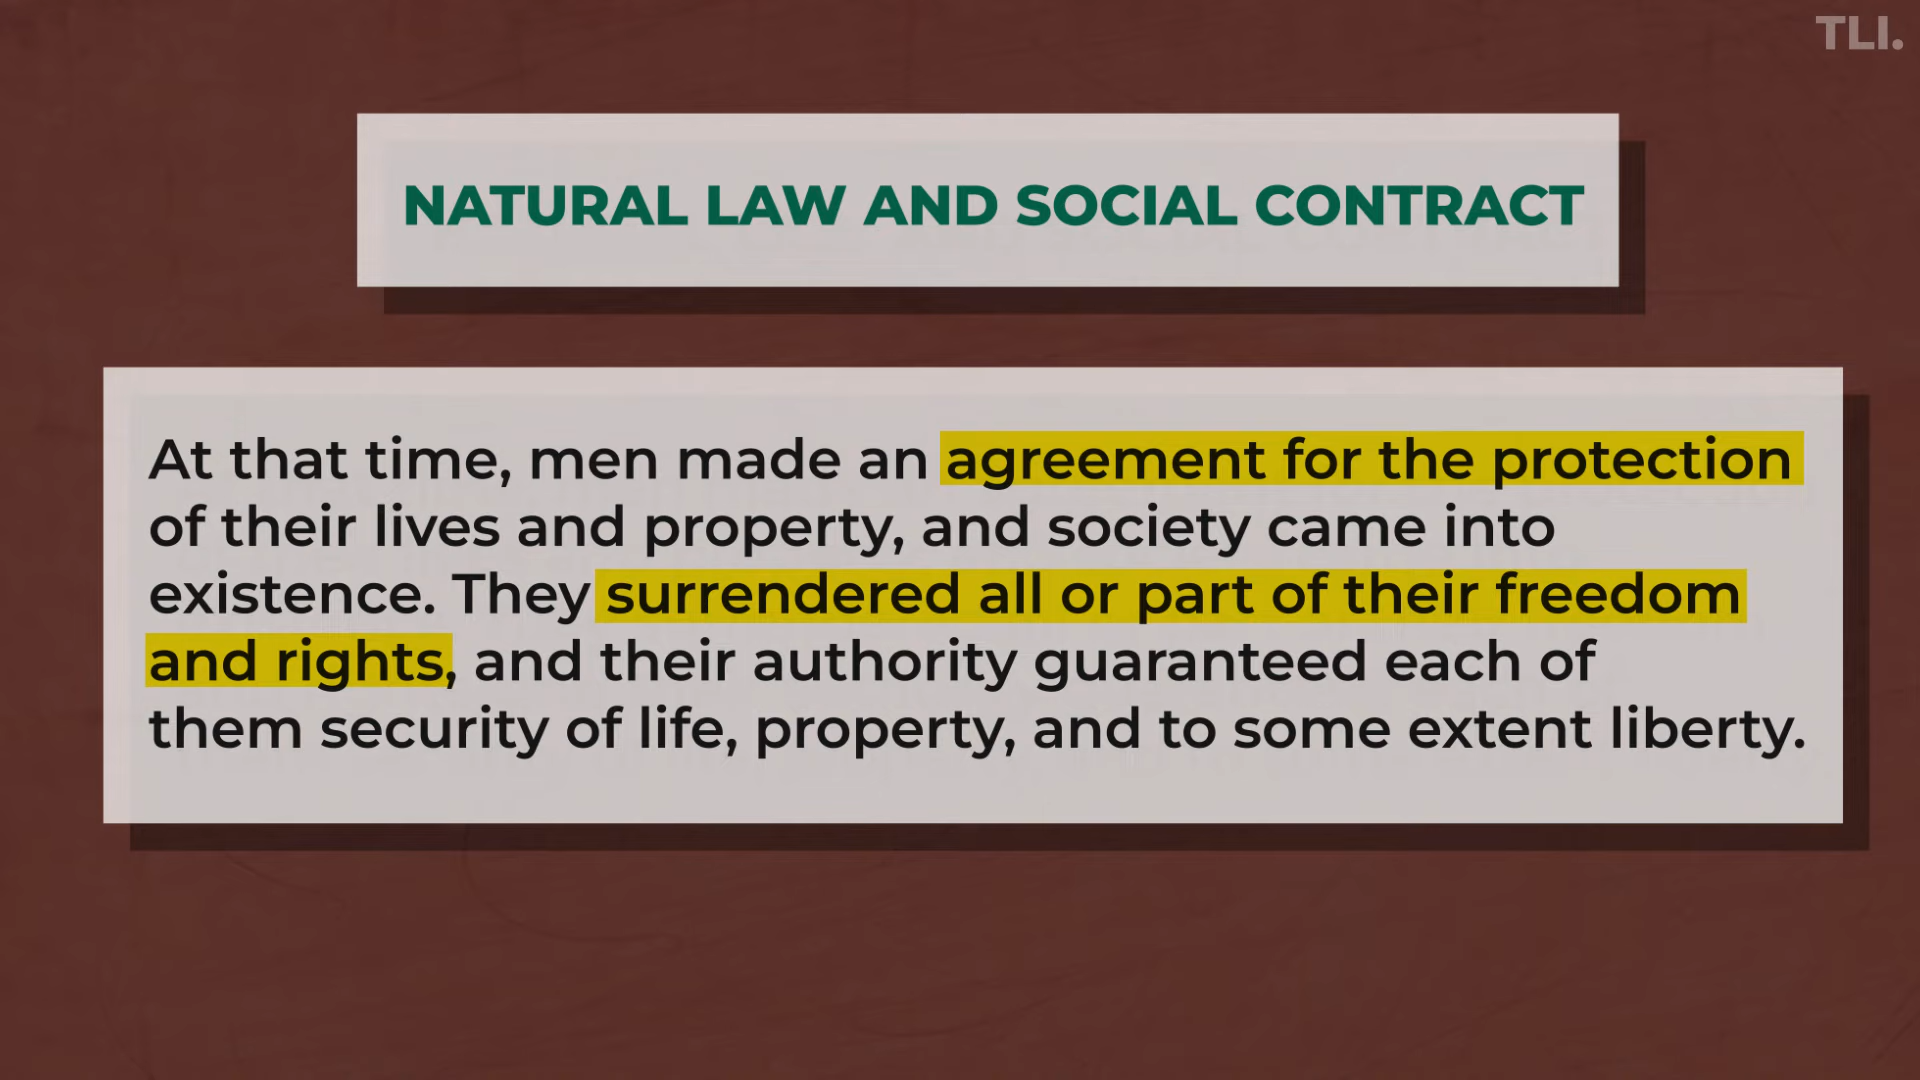 TLI.
NATURAL LAW AND SOCIAL CONTRACT
At that time, men made an agreement for the protection
of their lives and property, and society came into
existence. They surrendered all or part of their freedom
and rights, and their authority guaranteed each of
them security of life, property, and to some extent liberty.